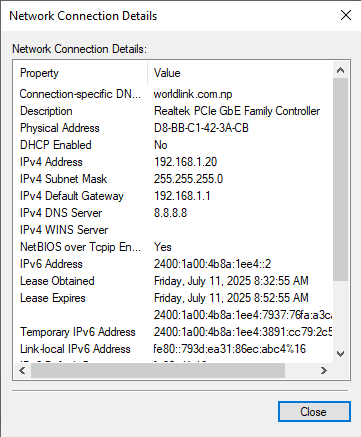 Network Connection Details
Network Connection Details:
Property Value
Connection-specific DN... worldlink.com.np
Description Realtek PCIe GbE Family Controller
Physical Address D8-BB-C1-42-3A-CB
DHCP Enabled No
IPv4 Address 192.168.1.20
IPv4 Subnet Mask 255.255.255.0
IPv4 Default Gateway 192.168.1.1
IPv4 DNS Server 8.8.8.8
IPv4 WINS Server
NetBIOS over Tcpip En... Yes
IPv6 Address 2400:1a00:4b8a:1ee4::2
Lease Obtained Friday, July 11, 2025 8:32:55 AM
Lease Expires Friday, July 11, 2025 8:52:55 AM
2400:1a00:4b8a:1ee4:7937:76fa:a3ca
Temporary IPv6 Address 2400:1a00:4b8a:1ee4:3891:cc79:2c5
Link-local IPv6 Address fe80::793d:ea31:86ec:abc4%16
Close